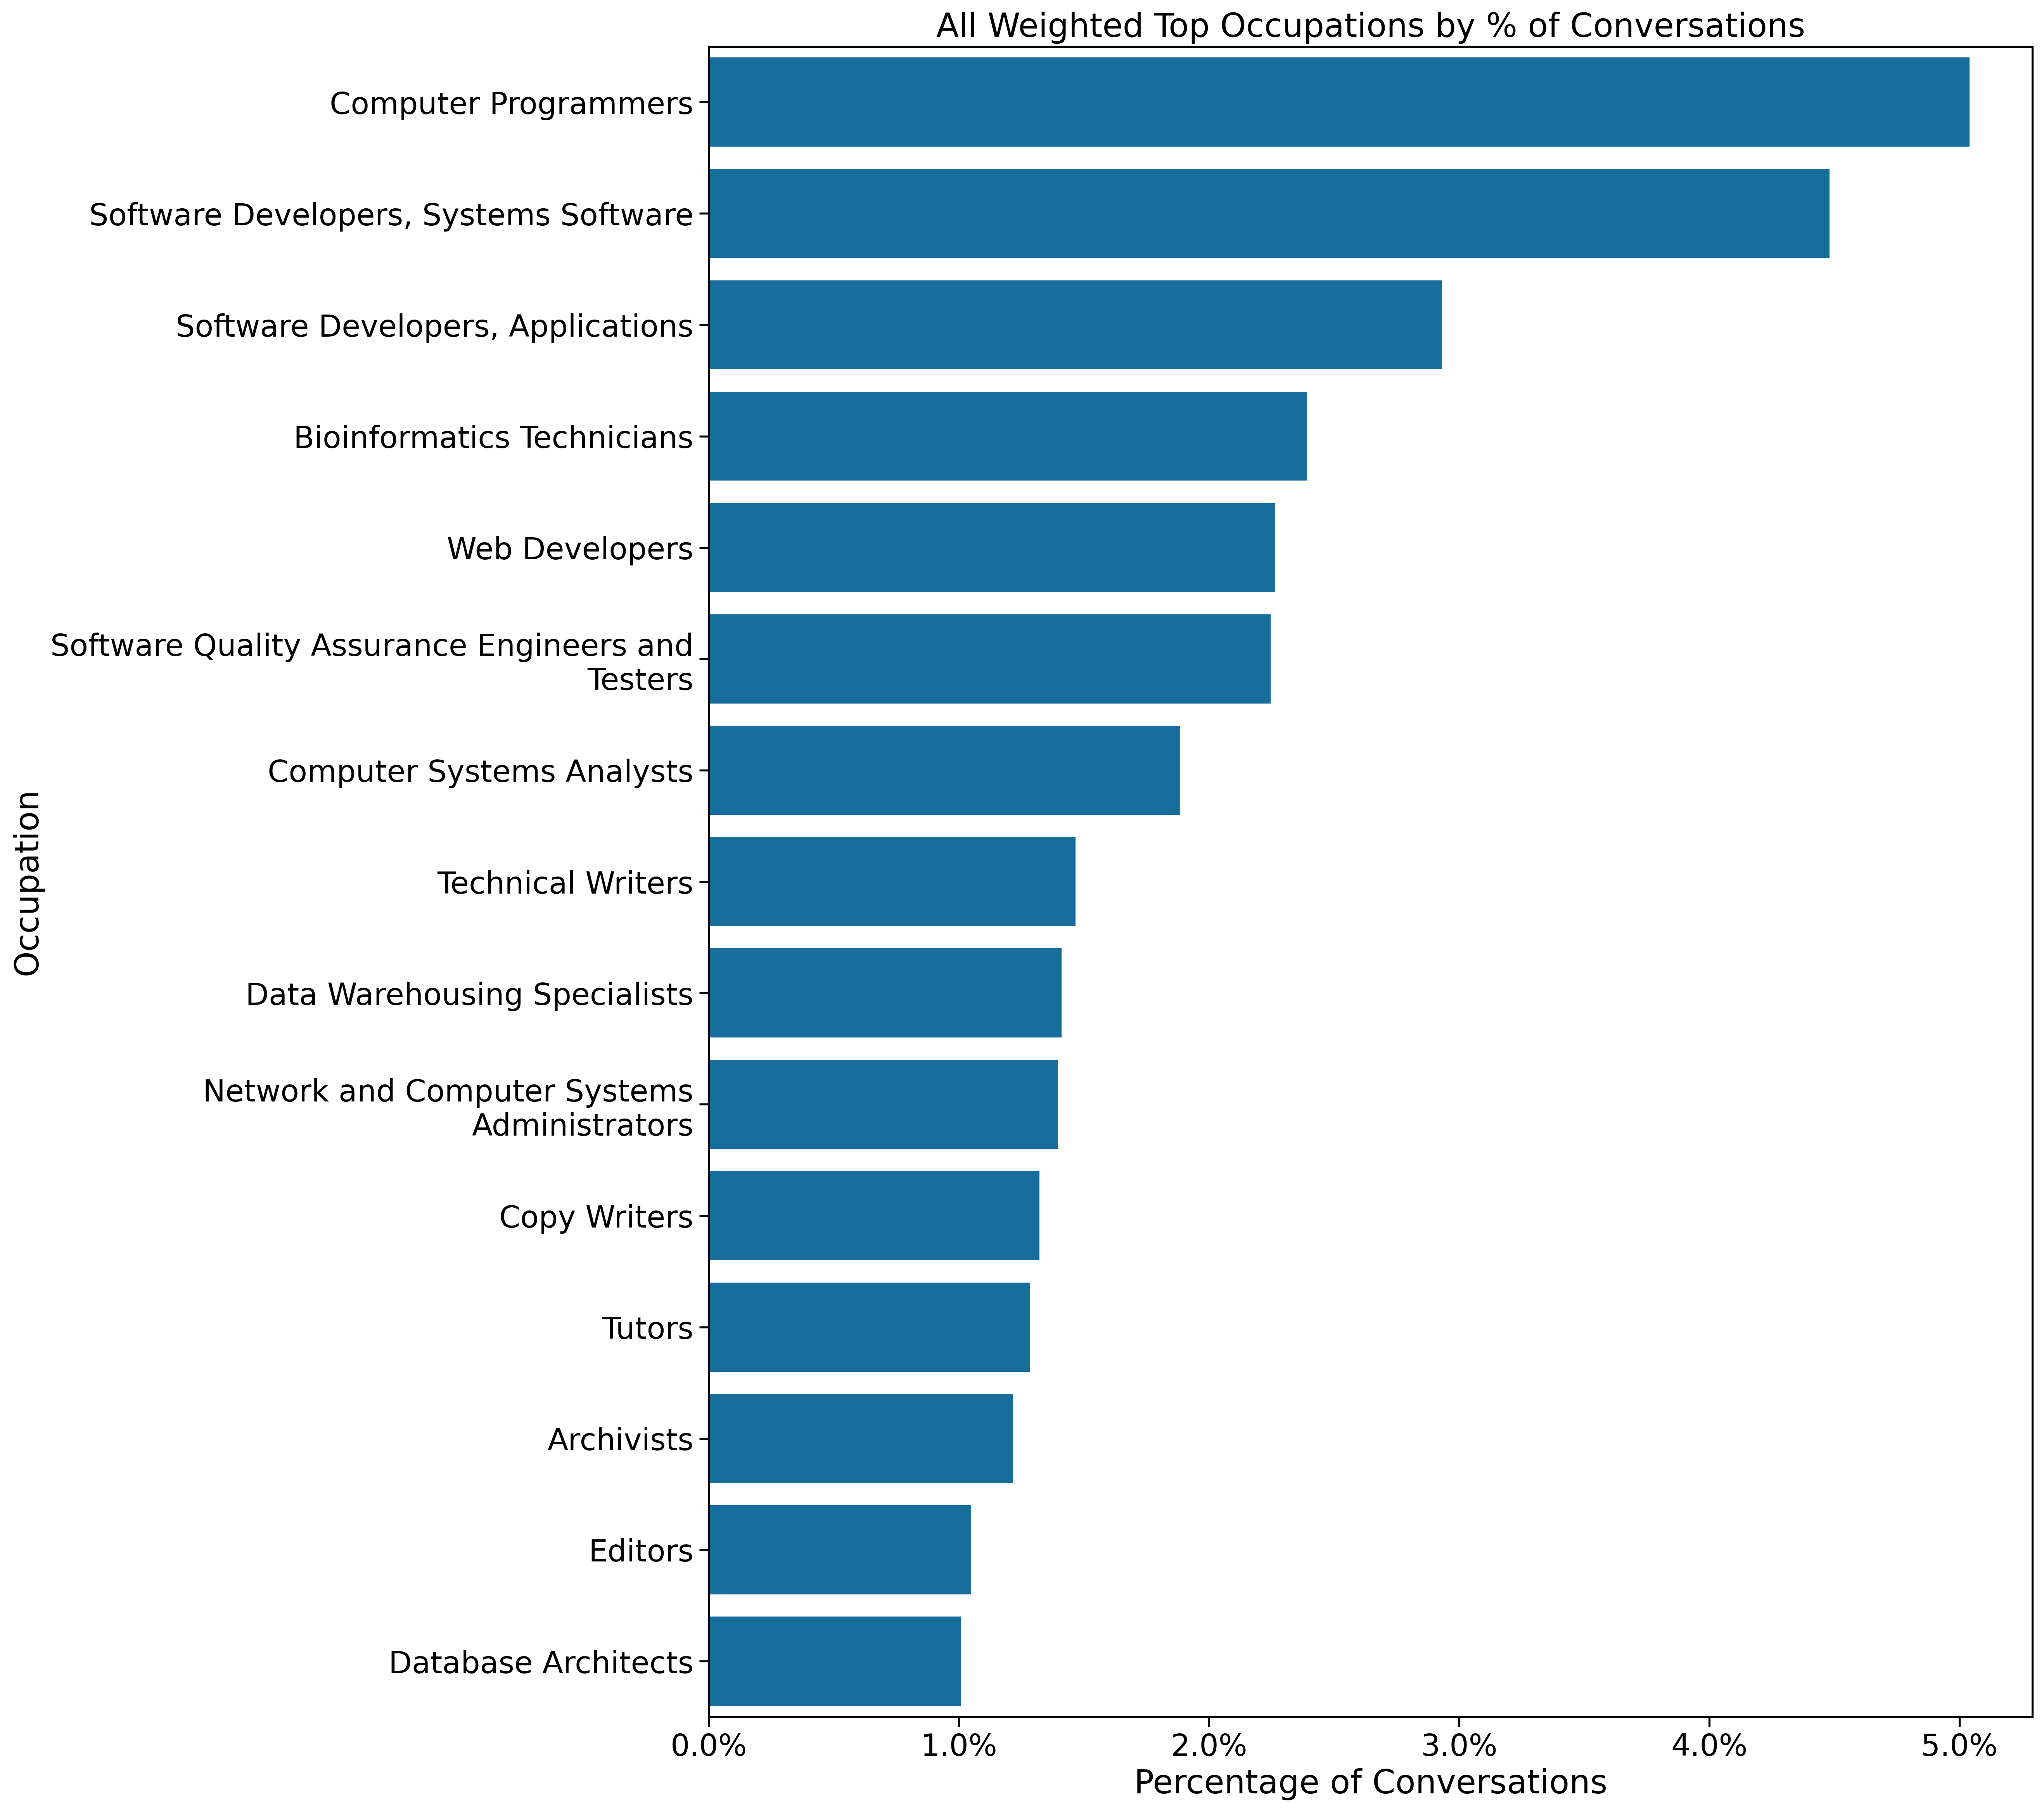 All Weighted Top Occupations by % of Conversations
Computer Programmers
Software Developers, Systems Software
Software Developers, Applications
Bioinformatics Technicians
Web Developers
Software Quality Assurance Engineers and
Testers
Computer Systems Analysts
Technical Writers
Data Warehousing Specialists
Network and Computer Systems
Administrators
Copy Writers
Tutors
Archivists
Editors
Database Architects
Occupation
0.0% 1.0% 2.0% 3.0% 4.0% 5.0%
Percentage of Conversations